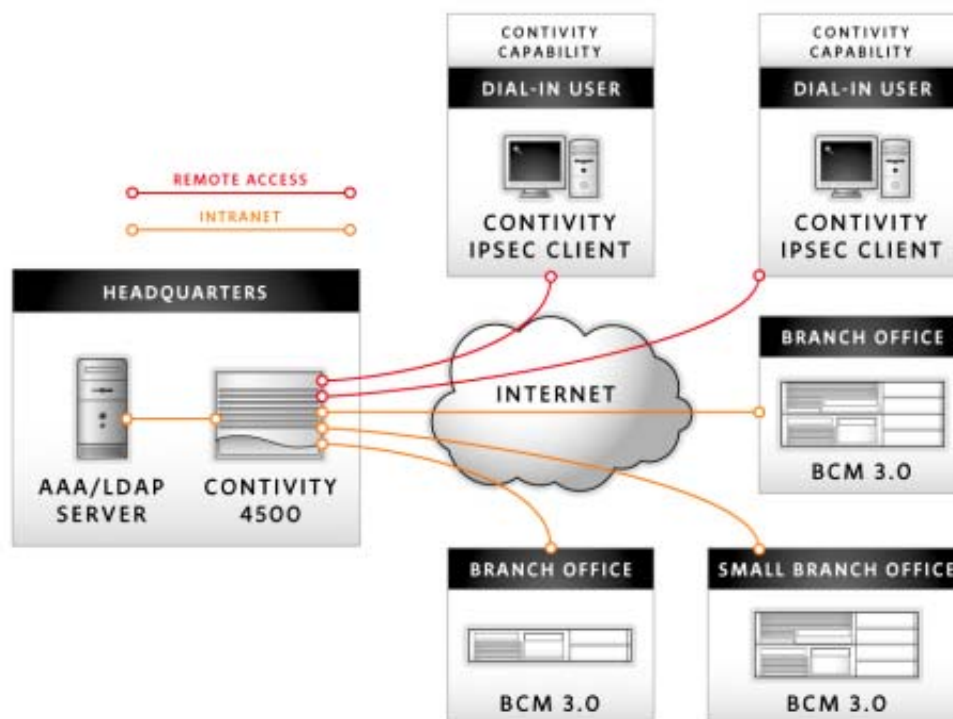 CONTIVITY
CAPABILITY
DIAL-IN USER
CONTIVITY
IPSEC CLIENT
CONTIVITY
CAPABILITY
DIAL-IN USER
CONTIVITY
IPSEC CLIENT
REMOTE ACCESS
INTRANET
HEADQUARTERS
AAA/LDAP
SERVER
CONTIVITY
4500
INTERNET
BRANCH OFFICE
BCM 3.0
BRANCH OFFICE
BCM 3.0
SMALL BRANCH OFFICE
BCM 3.0